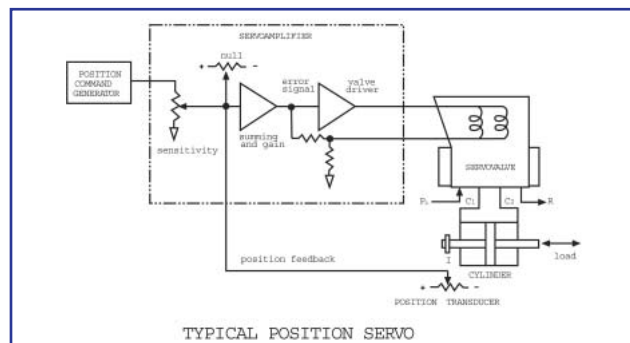 SERVOAMPLIFIER
null
+ -
POSITION
COMMAND
GENERATOR
error
signal
valve
driver
sensitivity
summing
and gain
SERVOVALVE
C1
C2
R
load
CYLINDER
position feedback
+ -
POSITION TRANSDUCER
TYPICAL POSITION SERVO